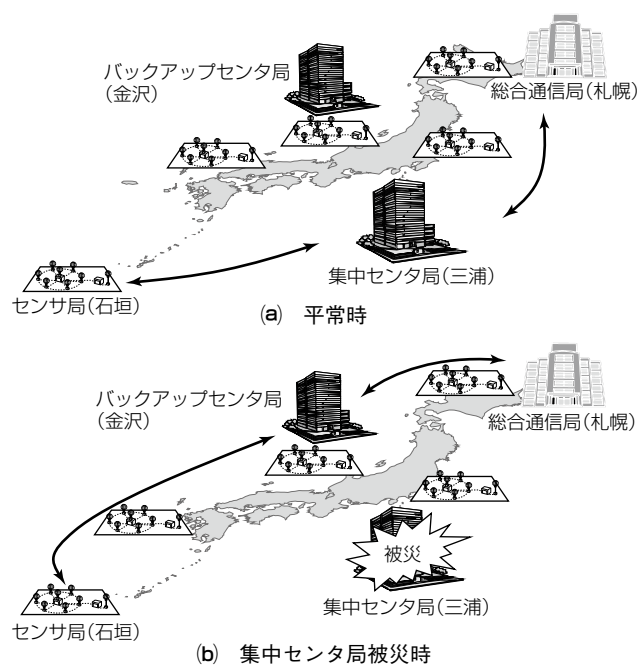 バックアップセンタ局
(金沢)
総合通信局(札幌)
集中センタ局(三浦)
センサ局(石垣)
(a) 平常時
バックアップセンタ局
(金沢)
総合通信局(札幌)
被災
集中センタ局(三浦)
センサ局(石垣)
(b) 集中センタ局被災時